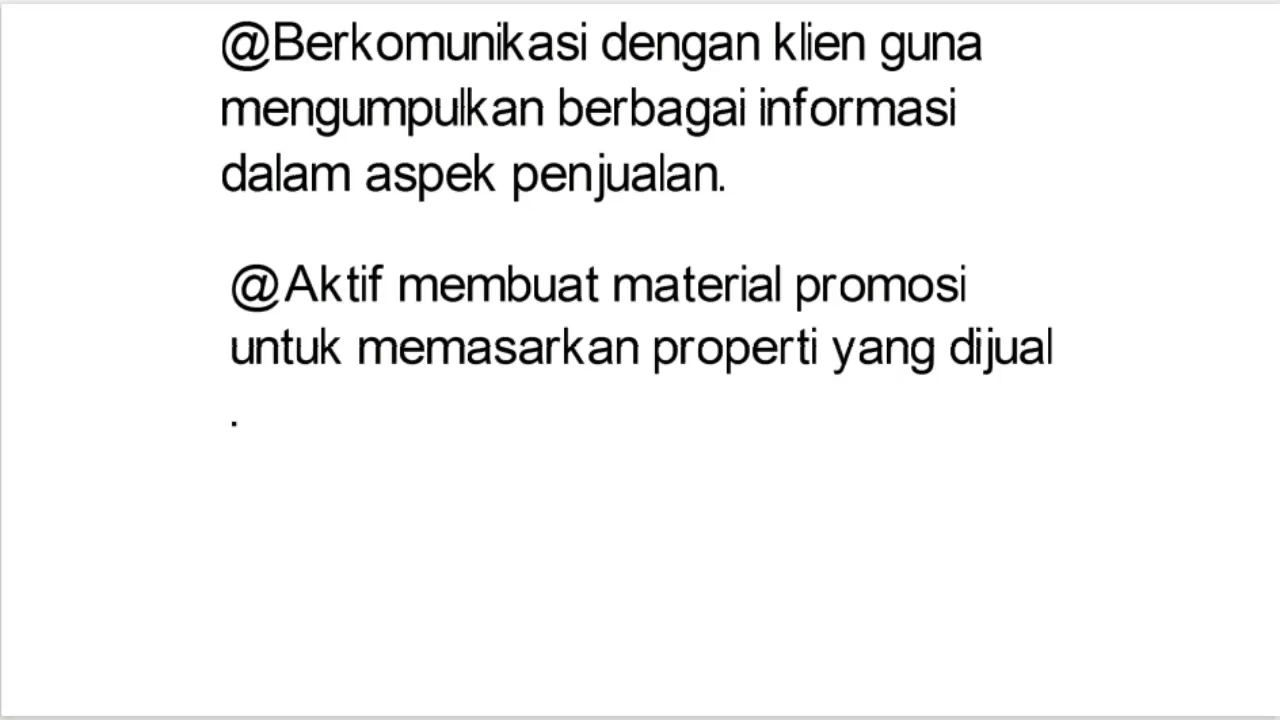 @Berkomunikasi dengan klien guna
mengumpulkan berbagai informasi
dalam aspek penjualan.
@Aktif membuat material promosi
untuk memasarkan properti yang dijual
.